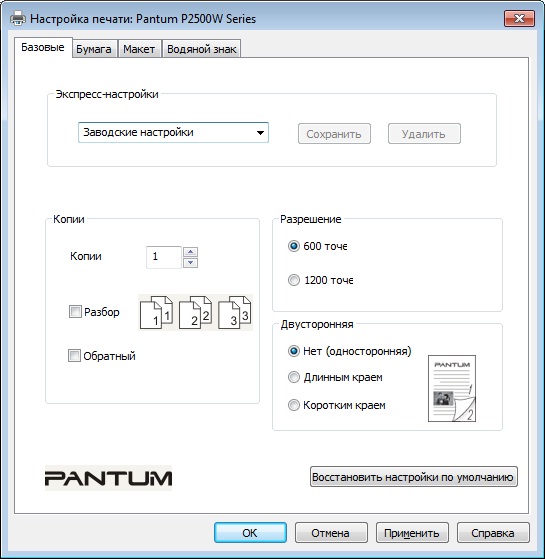 Настройка печати: Pantum P2500W Series
Базовые Бумага Макет Водяной знак
Экспресс-настройки
Заводские настройки Сохранить Удалить
Копии
Копии 1
Разбор 1 1 2 2 3 3
Обратный
Разрешение
600 точе
1200 точе
Двусторонняя
Нет (односторонняя)
Длинным краем
Коротким краем
PANTUM
1
2
PANTUM
Восстановить настройки по умолчанию
OK Отмена Применить Справка